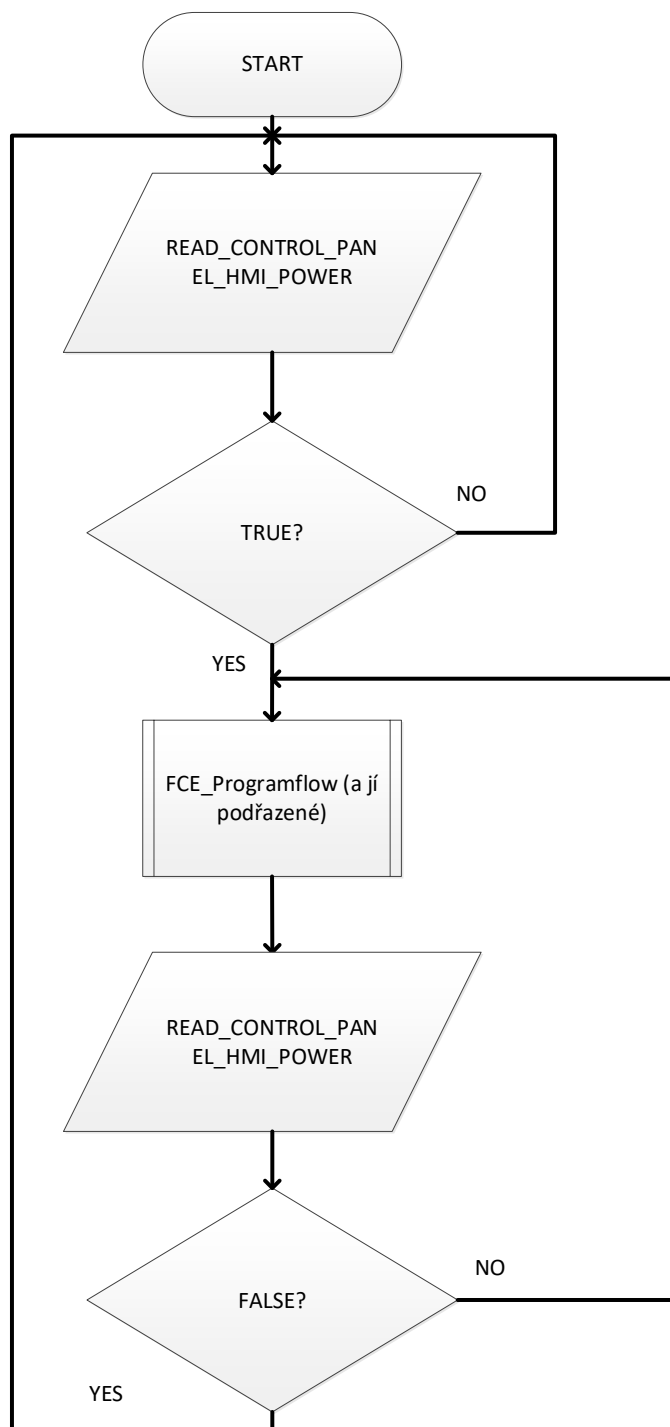 START
READ_CONTROL_PAN
EL_HMI_POWER
NO
TRUE?
YES
FCE_Programflow (a jí
podřazené)
READ_CONTROL_PAN
EL_HMI_POWER
NO
FALSE?
YES